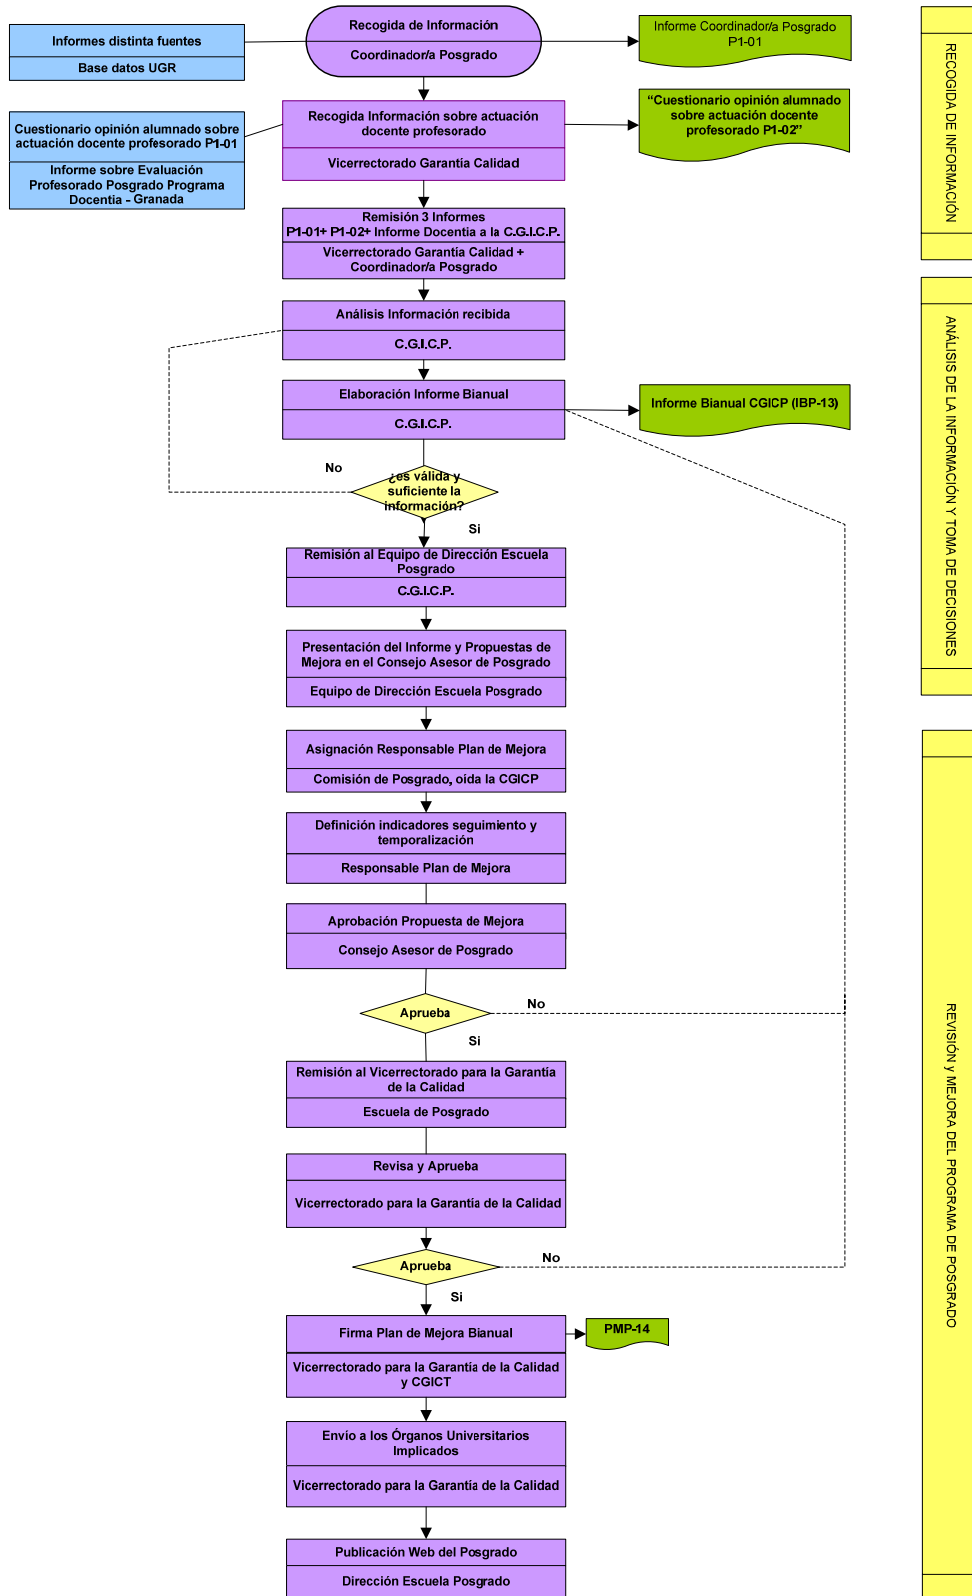 Recogida de Información
Coordinador/a Posgrado
Informes distinta fuentes
Base datos UGR
Informe Coordinador/a Posgrado
P1-01
Recogida Información sobre actuación
docente profesorado
Vicerrectorado Garantía Calidad
Cuestionario opinión alumnado sobre
actuación docente profesorado P1-01
Informe sobre Evaluación
Profesorado Posgrado Programa
Docentia - Granada
“Cuestionario opinión alumnado
sobre actuación docente
profesorado P1-02”
Remisión 3 Informes
P1-01+ P1-02+ Informe Docentia a la C.G.I.C.P.
Vicerrectorado Garantía Calidad +
Coordinador/a Posgrado
Análisis Información recibida
C.G.I.C.P.
Elaboración Informe Bianual
C.G.I.C.P.
Informe Bianual CGICP (IBP-13)
No
¿es válida y
suficiente la
información?
Si
Remisión al Equipo de Dirección Escuela
Posgrado
C.G.I.C.P.
Presentación del Informe y Propuestas de
Mejora en el Consejo Asesor de Posgrado
Equipo de Dirección Escuela Posgrado
Asignación Responsable Plan de Mejora
Comisión de Posgrado, oída la CGICP
Definición indicadores seguimiento y
temporalización
Responsable Plan de Mejora
Aprobación Propuesta de Mejora
Consejo Asesor de Posgrado
Aprueba
No
Si
Remisión al Vicerrectorado para la Garantía
de la Calidad
Escuela de Posgrado
Revisa y Aprueba
Vicerrectorado para la Garantía de la Calidad
Aprueba
No
Si
Firma Plan de Mejora Bianual
Vicerrectorado para la Garantía de la Calidad
y CGICT
PMP-14
Envío a los Órganos Universitarios
Implicados
Vicerrectorado para la Garantía de la Calidad
Publicación Web del Posgrado
Dirección Escuela Posgrado
RECOGIDA DE INFORMACIÓN
ANÁLISIS DE LA INFORMACIÓN Y TOMA DE DECISIONES
REVISIÓN y MEJORA DEL PROGRAMA DE POSGRADO